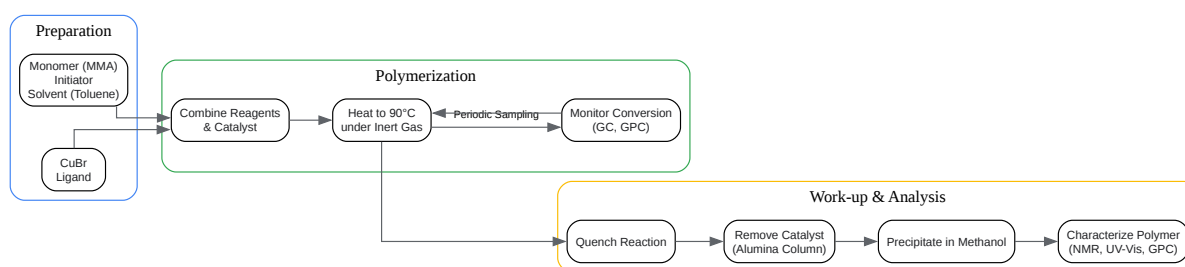 Preparation
Monomer (MMA)
Initiator
Solvent (Toluene)
CuBr
Ligand
Polymerization
Combine Reagents
& Catalyst
Heat to 90°C
under Inert Gas
Periodic Sampling
Monitor Conversion
(GC, GPC)
Work-up & Analysis
Quench Reaction
Remove Catalyst
(Alumina Column)
Precipitate in Methanol
Characterize Polymer
(NMR, UV-Vis, GPC)